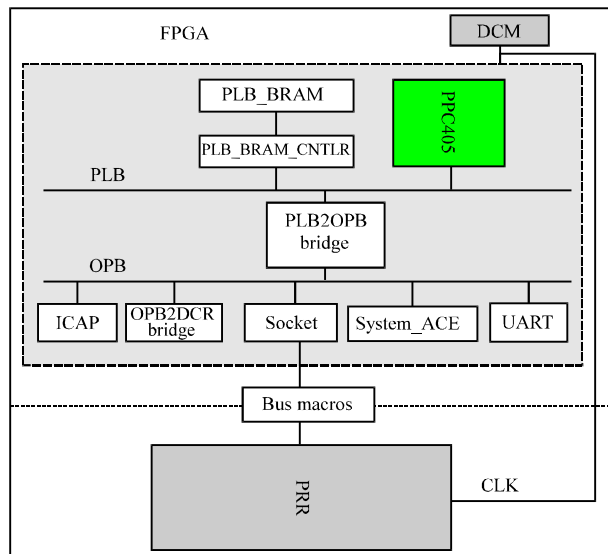 FPGA
DCM
PLB_BRAM
PPC405
PLB_BRAM_CNTLR
PLB
PLB2OPB
bridge
OPB
ICAP
OPB2DCR
bridge
Socket
System_ACE
UART
Bus macros
PRR
CLK